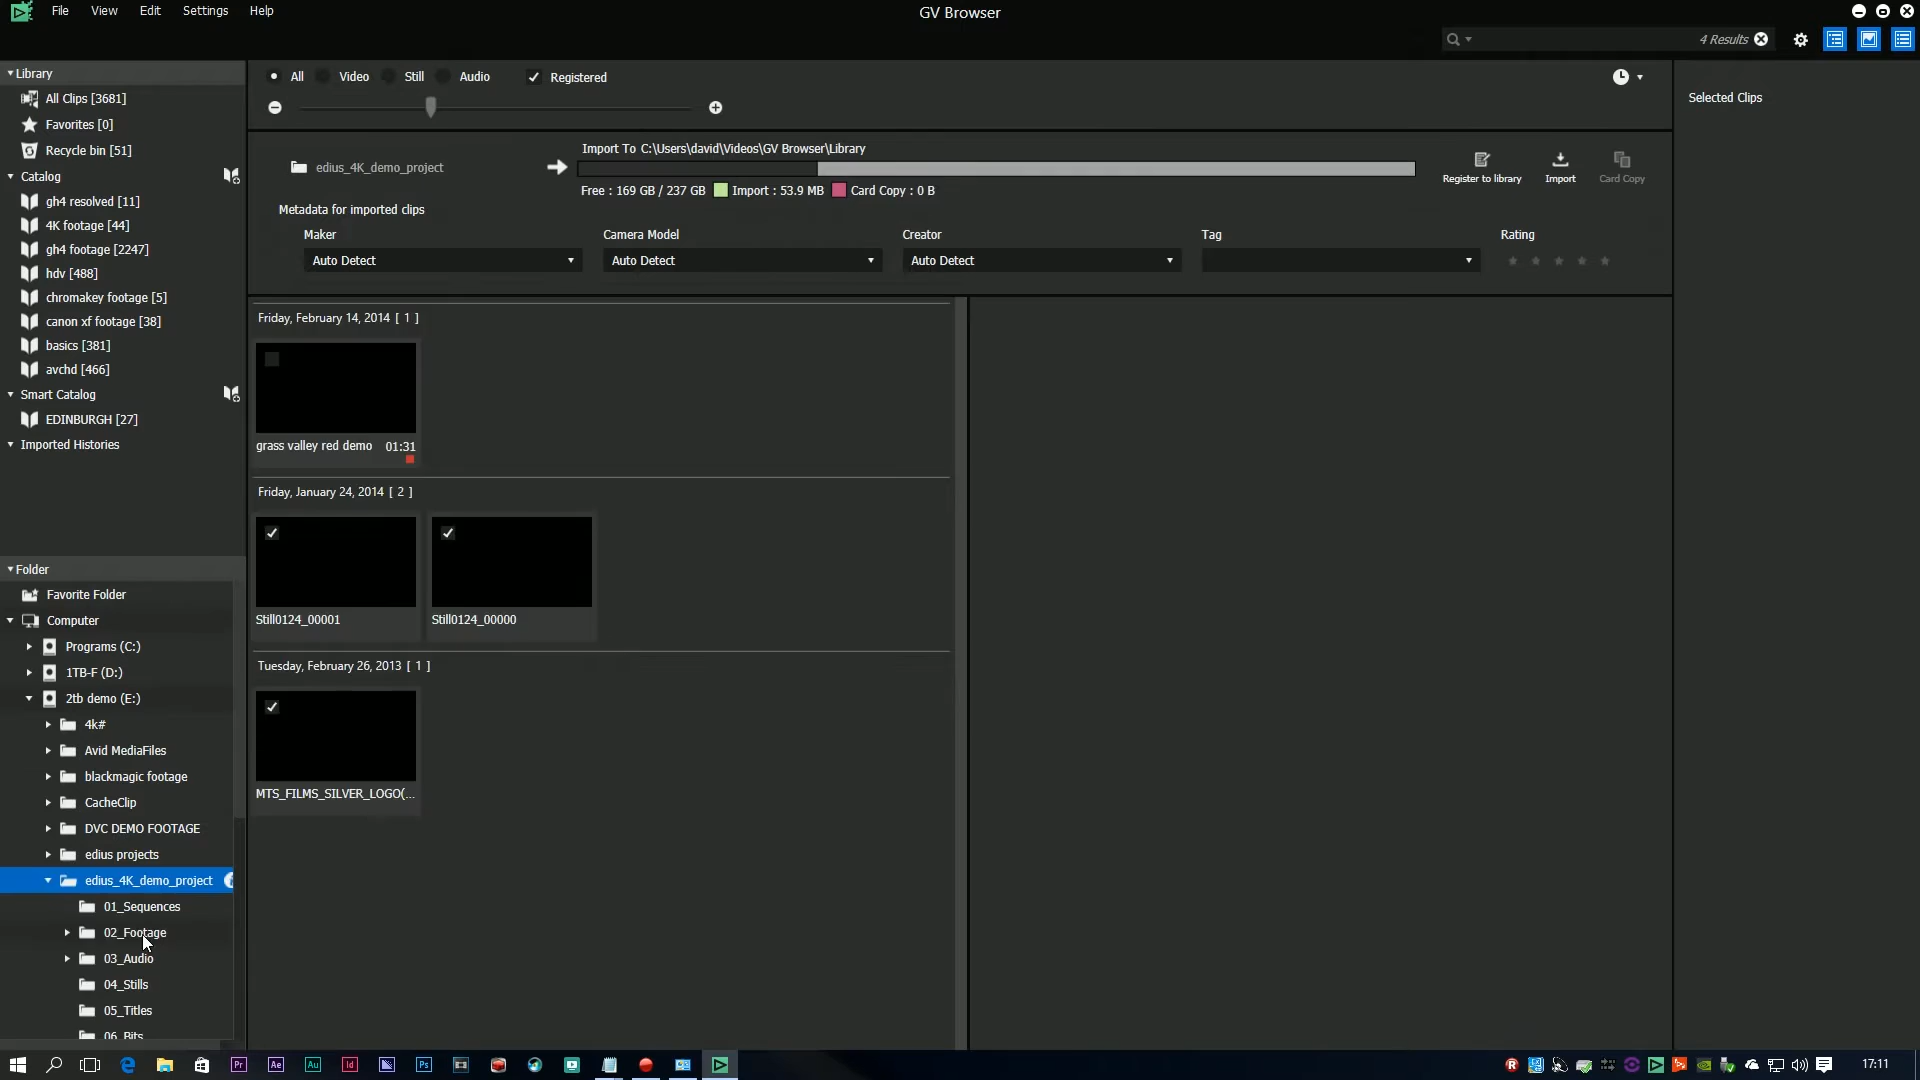 File View Edit Settings Help
GV Browser
4 Results
Library
All Clips [3681]
Favorites [0]
Recycle bin [51]
Catalog
gh4 resolved [11]
4K footage [44]
gh4 footage [2247]
hdv [488]
chromakey footage [5]
canon xf footage [38]
basics [381]
avchd [466]
Smart Catalog
EDINBURGH [27]
Imported Histories
Folder
Favorite Folder
Computer
Programs (C:)
1TB-F (D:)
2tb demo (E:)
4k#
Avid MediaFiles
blackmagic footage
CacheClip
DVC DEMO FOOTAGE
edius projects
edius_4K_demo_project
01_Sequences
02_Footage
03_Audio
04_Stills
05_Titles
06_Bits
All Video Still Audio Registered
edius_4K_demo_project
Import To C:\Users\david\Videos\GV Browser\Library
Free : 169 GB / 237 GB Import : 53.9 MB Card Copy : 0 B
Register to library Import Card Copy
Metadata for imported clips
Maker Camera Model Creator Tag Rating
Auto Detect Auto Detect Auto Detect
Friday, February 14, 2014 [ 1 ]
grass valley red demo 01:31
Friday, January 24, 2014 [ 2 ]
Still0124_00001 Still0124_00000
Tuesday, February 26, 2013 [ 1 ]
MTS_FILMS_SILVER_LOGO(...
Selected Clips
Pr Ae Au Id Ps
17:11